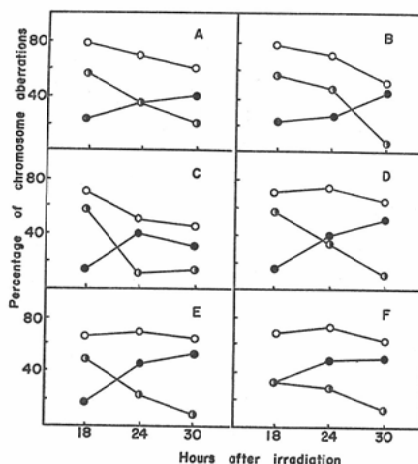 Percentage of chromosome aberrations
80
40
A
B
80
40
C
D
80
40
E
F
18 24 30 18 24 30
Hours after irradiation